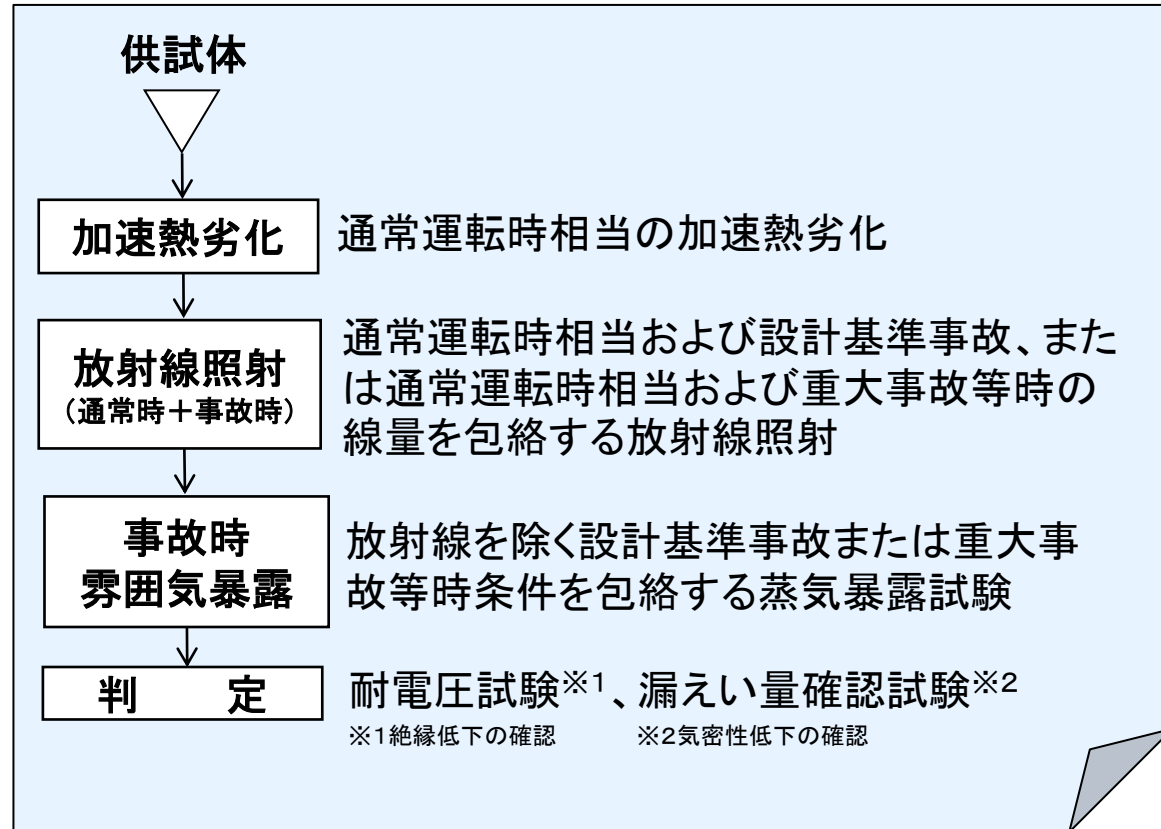 供試体
加速熱劣化
通常運転時相当の加速熱劣化
放射線照射
（通常時＋事故時）
通常運転時相当および設計基準事故、また
は通常運転時相当および重大事故等時の
線量を包絡する放射線照射
事故時
雰囲気暴露
放射線を除く設計基準事故または重大事
故等時条件を包絡する蒸気暴露試験
判　　定
耐電圧試験※1、漏えい量確認試験※2
※1絶縁低下の確認　　※2気密性低下の確認